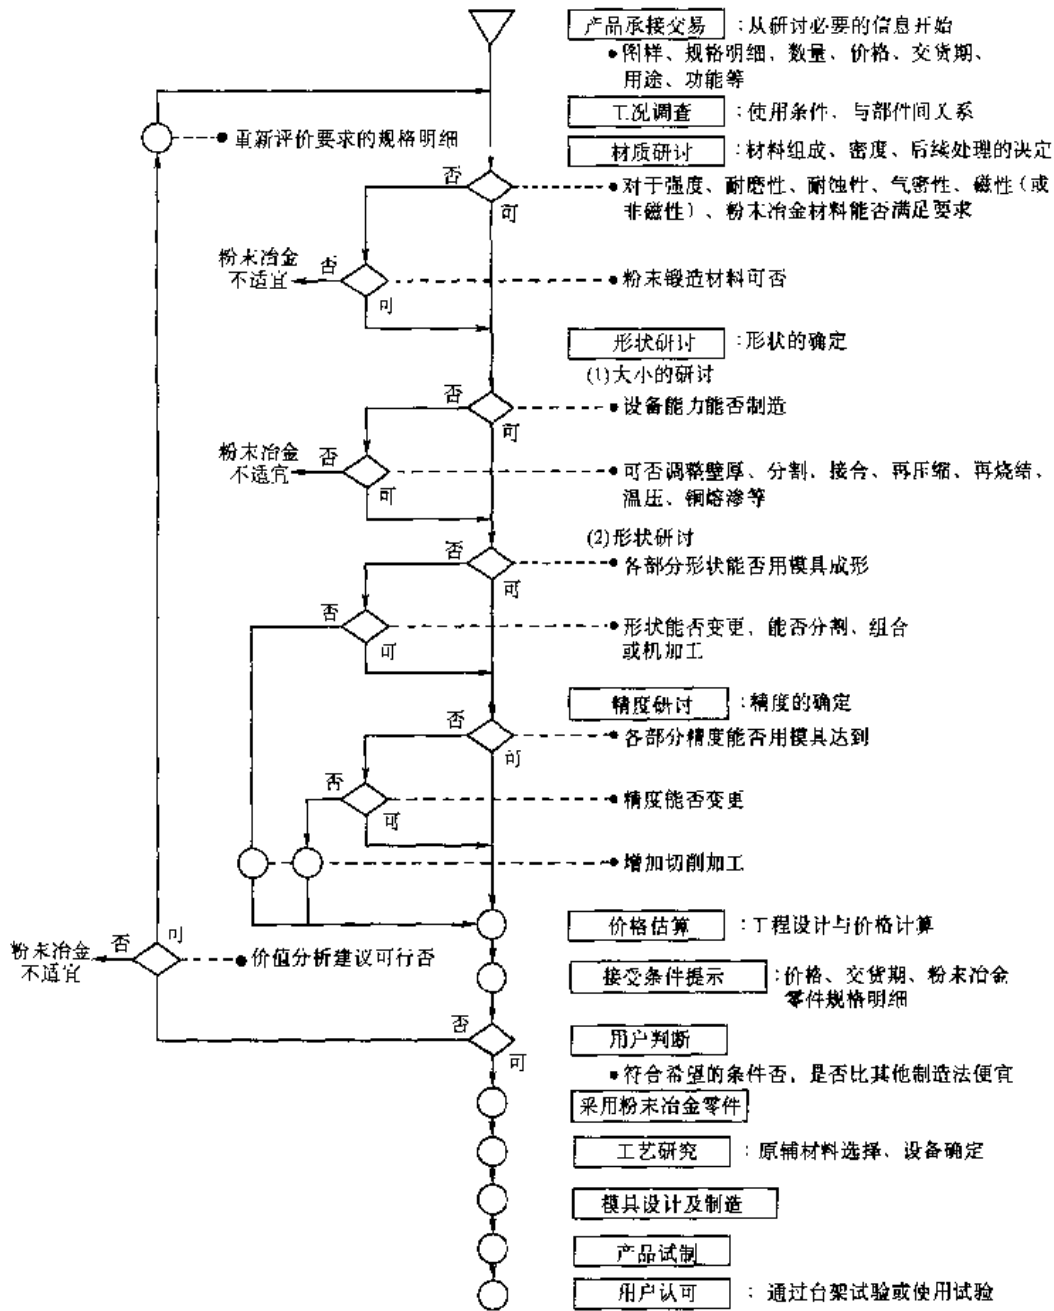 产品承接交易：从研讨必要的信息开始
●图样、规格明细、数量、价格、交货期、
用途、功能等
工况调查：使用条件、与部件间关系
●重新评价要求的规格明细
材质研讨：材料组成、密度、后续处理的决定
否
●对于强度、耐磨性、耐蚀性、气密性、磁性（或
非磁性）、粉末冶金材料能否满足要求
可
粉末冶金
不适宜
否
●粉末锻造材料可否
可
形状研讨：形状的确定
(1)大小的研讨
否
●设备能力能否制造
可
粉末冶金
不适宜
否
●可否调整壁厚、分割、接合、再压缩、再烧结、
温压、铜熔渗等
可
(2)形状研讨
否
●各部分形状能否用模具成形
可
否
●形状能否变更，能否分割、组合
或机加工
可
精度研讨：精度的确定
否
●各部分精度能否用模具达到
可
否
●精度能否变更
可
●增加切削加工
价格估算：工程设计与价格计算
粉末冶金
不适宜
否
可
●价值分析建议可行否
接受条件提示：价格、交货期、粉末冶金
零件规格明细
否
用户判断
可
●符合希望的条件否，是否比其他制造法便宜
采用粉末冶金零件
工艺研究：原辅材料选择、设备确定
模具设计及制造
产品试制
用户认可：通过台架试验或使用试验